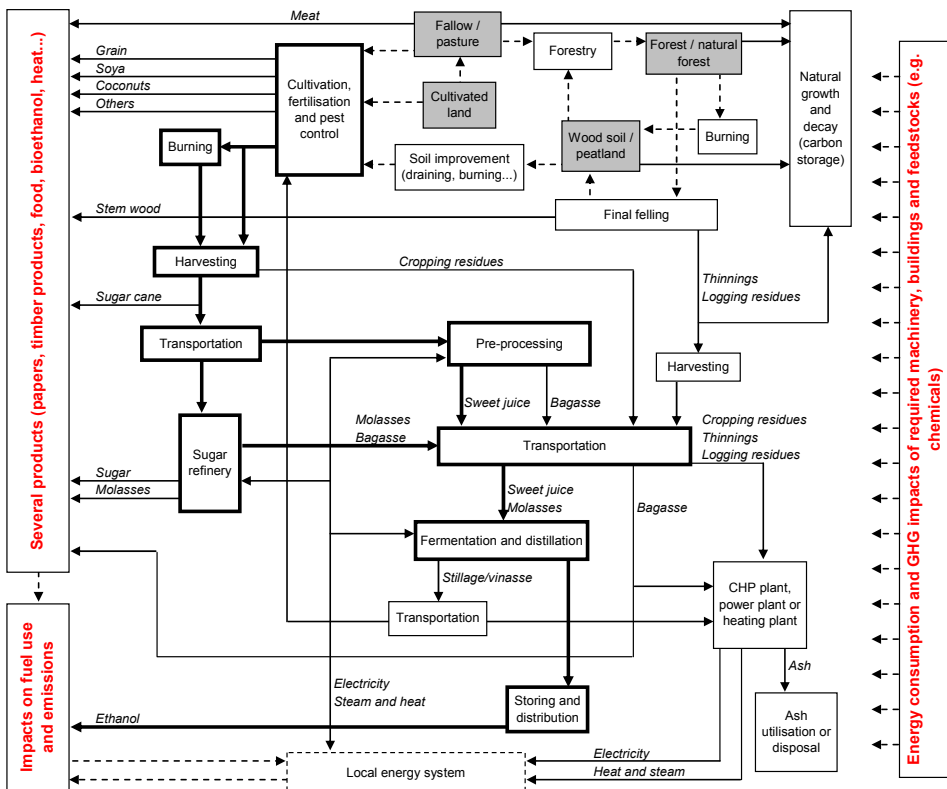 Meat
Fallow /
pasture
Forestry
Forest / natural
forest
Natural
growth
and
decay
(carbon
storage)
Grain
Soya
Coconuts
Others
Cultivation,
fertilisation
and pest
control
Cultivated
land
Burning
Wood soil /
peatland
Burning
Soil improvement
(draining, burning...)
Stem wood
Final felling
Harvesting
Cropping residues
Thinnings
Logging residues
Sugar cane
Transportation
Pre-processing
Harvesting
Sweet juice
Bagasse
Molasses
Bagasse
Cropping residues
Thinnings
Logging residues
Sugar
refinery
Transportation
Sugar
Molasses
Sweet juice
Molasses
Bagasse
Fermentation and distillation
Stillage/vinasse
CHP plant,
power plant or
heating plant
Transportation
Ash
Electricity
Steam and heat
Storing and
distribution
Ethanol
Ash
utilisation or
disposal
Electricity
Heat and steam
Local energy system
Several products (papers, timber products, food, bioethanol, heat...)
Impacts on fuel use
and emissions
Energy consumption and GHG impacts of required machinery, buildings and feedstocks (e.g.
chemicals)